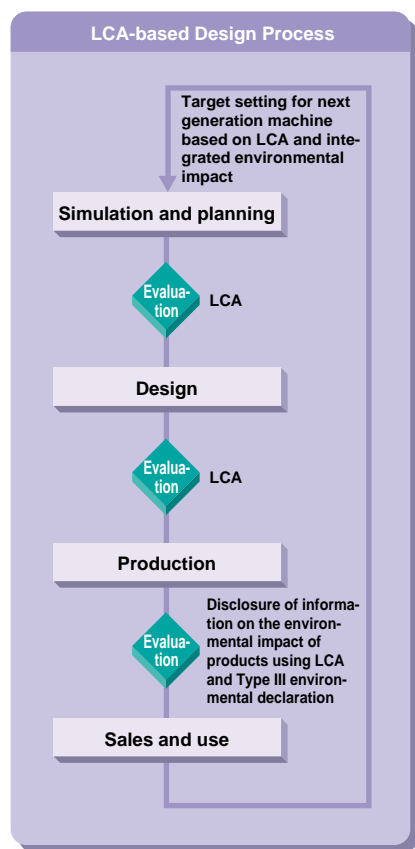 LCA-based Design Process
Target setting for next
generation machine
based on LCA and inte-
grated environmental
impact
Simulation and planning
Evalua-
tion
LCA
Design
Evalua-
tion
LCA
Production
Evalua-
tion
Disclosure of informa-
tion on the environ-
mental impact of
products using LCA
and Type III environ-
mental declaration
Sales and use